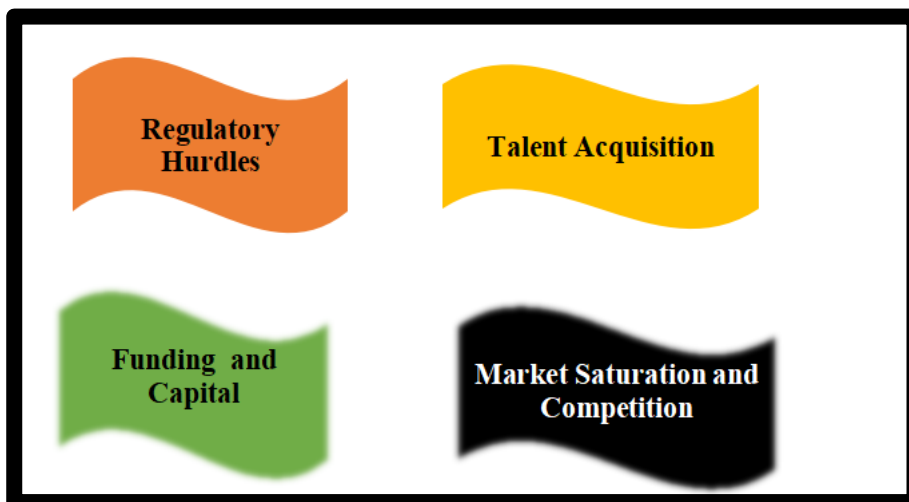 Regulatory
Hurdles
Talent Acquisition
Funding and
Capital
Market Saturation and
Competition